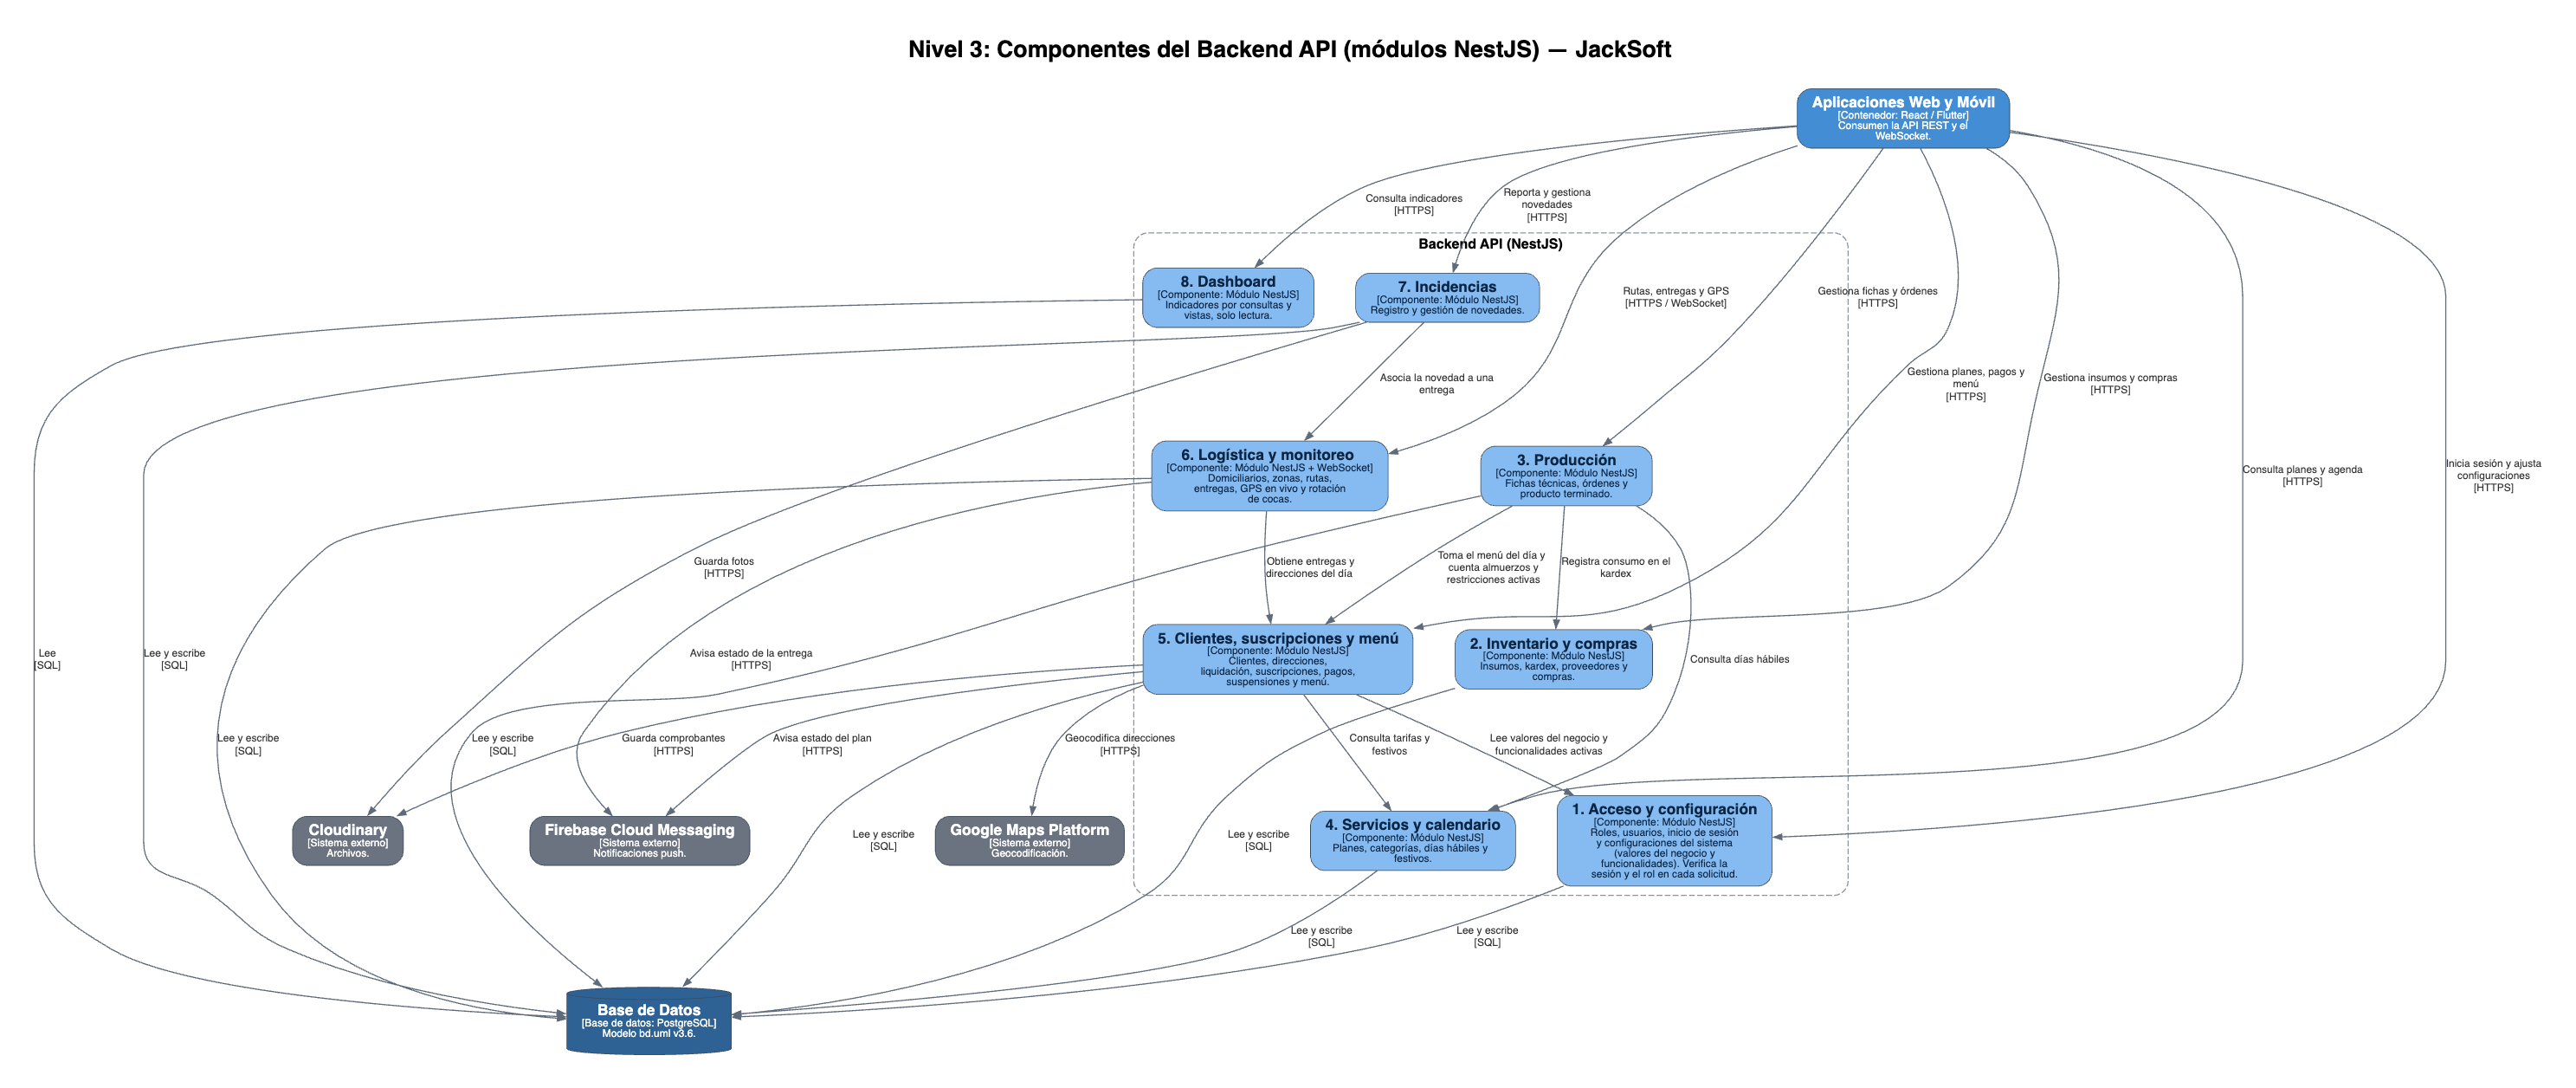 Nivel 3: Componentes del Backend API (módulos NestJS) — JackSoft
Aplicaciones Web y Móvil
[Contenedor: React / Flutter]
Consumen la API REST y el
WebSocket.
Consulta indicadores
[HTTPS]
Reporta y gestiona
novedades
[HTTPS]
Backend API (NestJS)
8. Dashboard
[Componente: Módulo NestJS]
Indicadores por consultas y
vistas, solo lectura.
7. Incidencias
[Componente: Módulo NestJS]
Registro y gestión de novedades.
Rutas, entregas y GPS
[HTTPS / WebSocket]
Gestiona fichas y órdenes
[HTTPS]
Asocia la novedad a una
entrega
Gestiona planes, pagos y
menú
[HTTPS]
Gestiona insumos y compras
[HTTPS]
6. Logística y monitoreo
[Componente: Módulo NestJS + WebSocket]
Domiciliarios, zonas, rutas,
entregas, GPS en vivo y rotación
de cocas.
3. Producción
[Componente: Módulo NestJS]
Fichas técnicas, órdenes y
producto terminado.
Consulta planes y agenda
[HTTPS]
Inicia sesión y ajusta
configuraciones
[HTTPS]
Guarda fotos
[HTTPS]
Obtiene entregas y
direcciones del día
Toma el menú del día y
cuenta almuerzos y
restricciones activas
Registra consumo en el
kardex
Lee
[SQL]
Lee y escribe
[SQL]
Avisa estado de la entrega
[HTTPS]
5. Clientes, suscripciones y menú
[Componente: Módulo NestJS]
Clientes, direcciones,
liquidación, suscripciones, pagos,
suspensiones y menú.
2. Inventario y compras
[Componente: Módulo NestJS]
Insumos, kardex, proveedores y
compras.
Consulta días hábiles
Lee y escribe
[SQL]
Lee y escribe
[SQL]
Guarda comprobantes
[HTTPS]
Avisa estado del plan
[HTTPS]
Geocodifica direcciones
[HTTPS]
Consulta tarifas y
festivos
Lee valores del negocio y
funcionalidades activas
Cloudinary
[Sistema externo]
Archivos.
Firebase Cloud Messaging
[Sistema externo]
Notificaciones push.
Lee y escribe
[SQL]
Google Maps Platform
[Sistema externo]
Geocodificación.
Lee y escribe
[SQL]
4. Servicios y calendario
[Componente: Módulo NestJS]
Planes, categorías, días hábiles y
festivos.
1. Acceso y configuración
[Componente: Módulo NestJS]
Roles, usuarios, inicio de sesión
y configuraciones del sistema
(valores del negocio y
funcionalidades). Verifica la
sesión y el rol en cada solicitud.
Lee y escribe
[SQL]
Lee y escribe
[SQL]
Base de Datos
[Base de datos: PostgreSQL]
Modelo bd.uml v3.6.